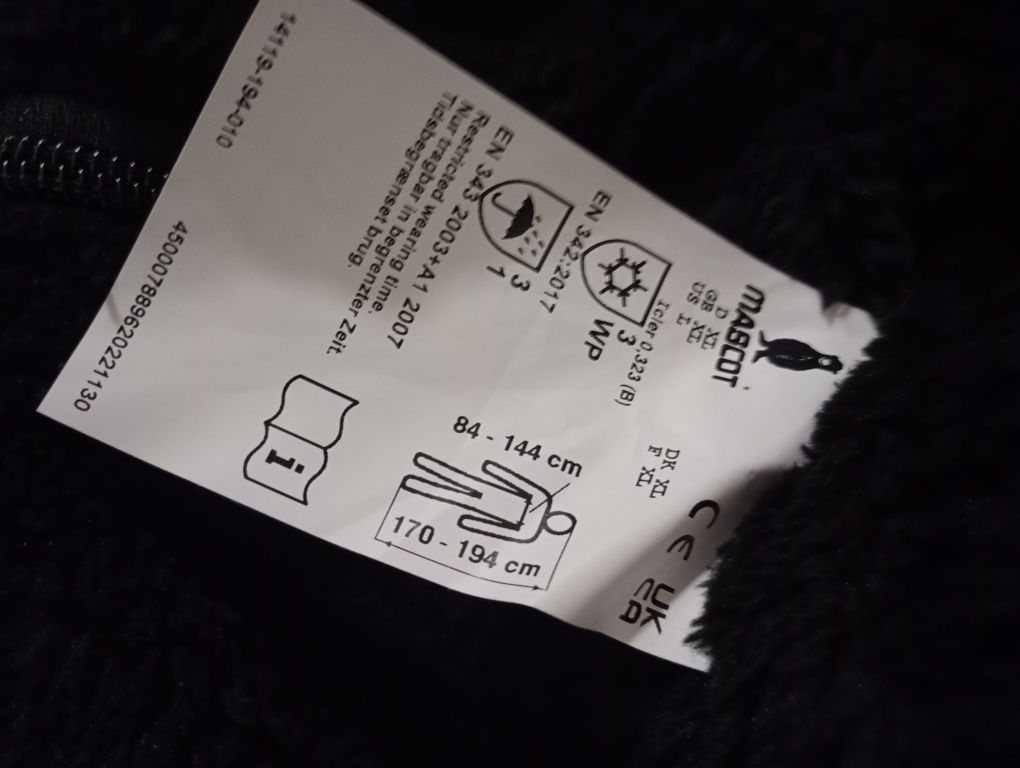 MASCOT
D XL
GB XL
US L
DK XL
F XL
CE
UK
CA
Icler 0,323 (B)
3
WP
EN 342:2017
84 - 144 cm
170 - 194 cm
3
1
EN 343 2003+A1 2007
Restricted wearing time.
Nur tragbar in begrenzter Zeit.
Tidsbegrænset brug.
i
14119-194-010
450007889620221130